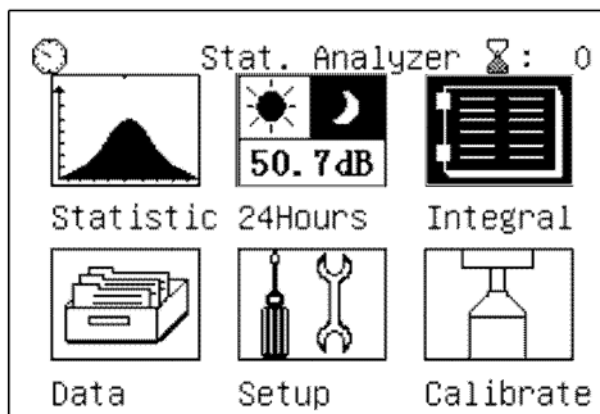 Stat. Analyzer : 0
50.7dB
Statistic 24Hours Integral
Data Setup Calibrate